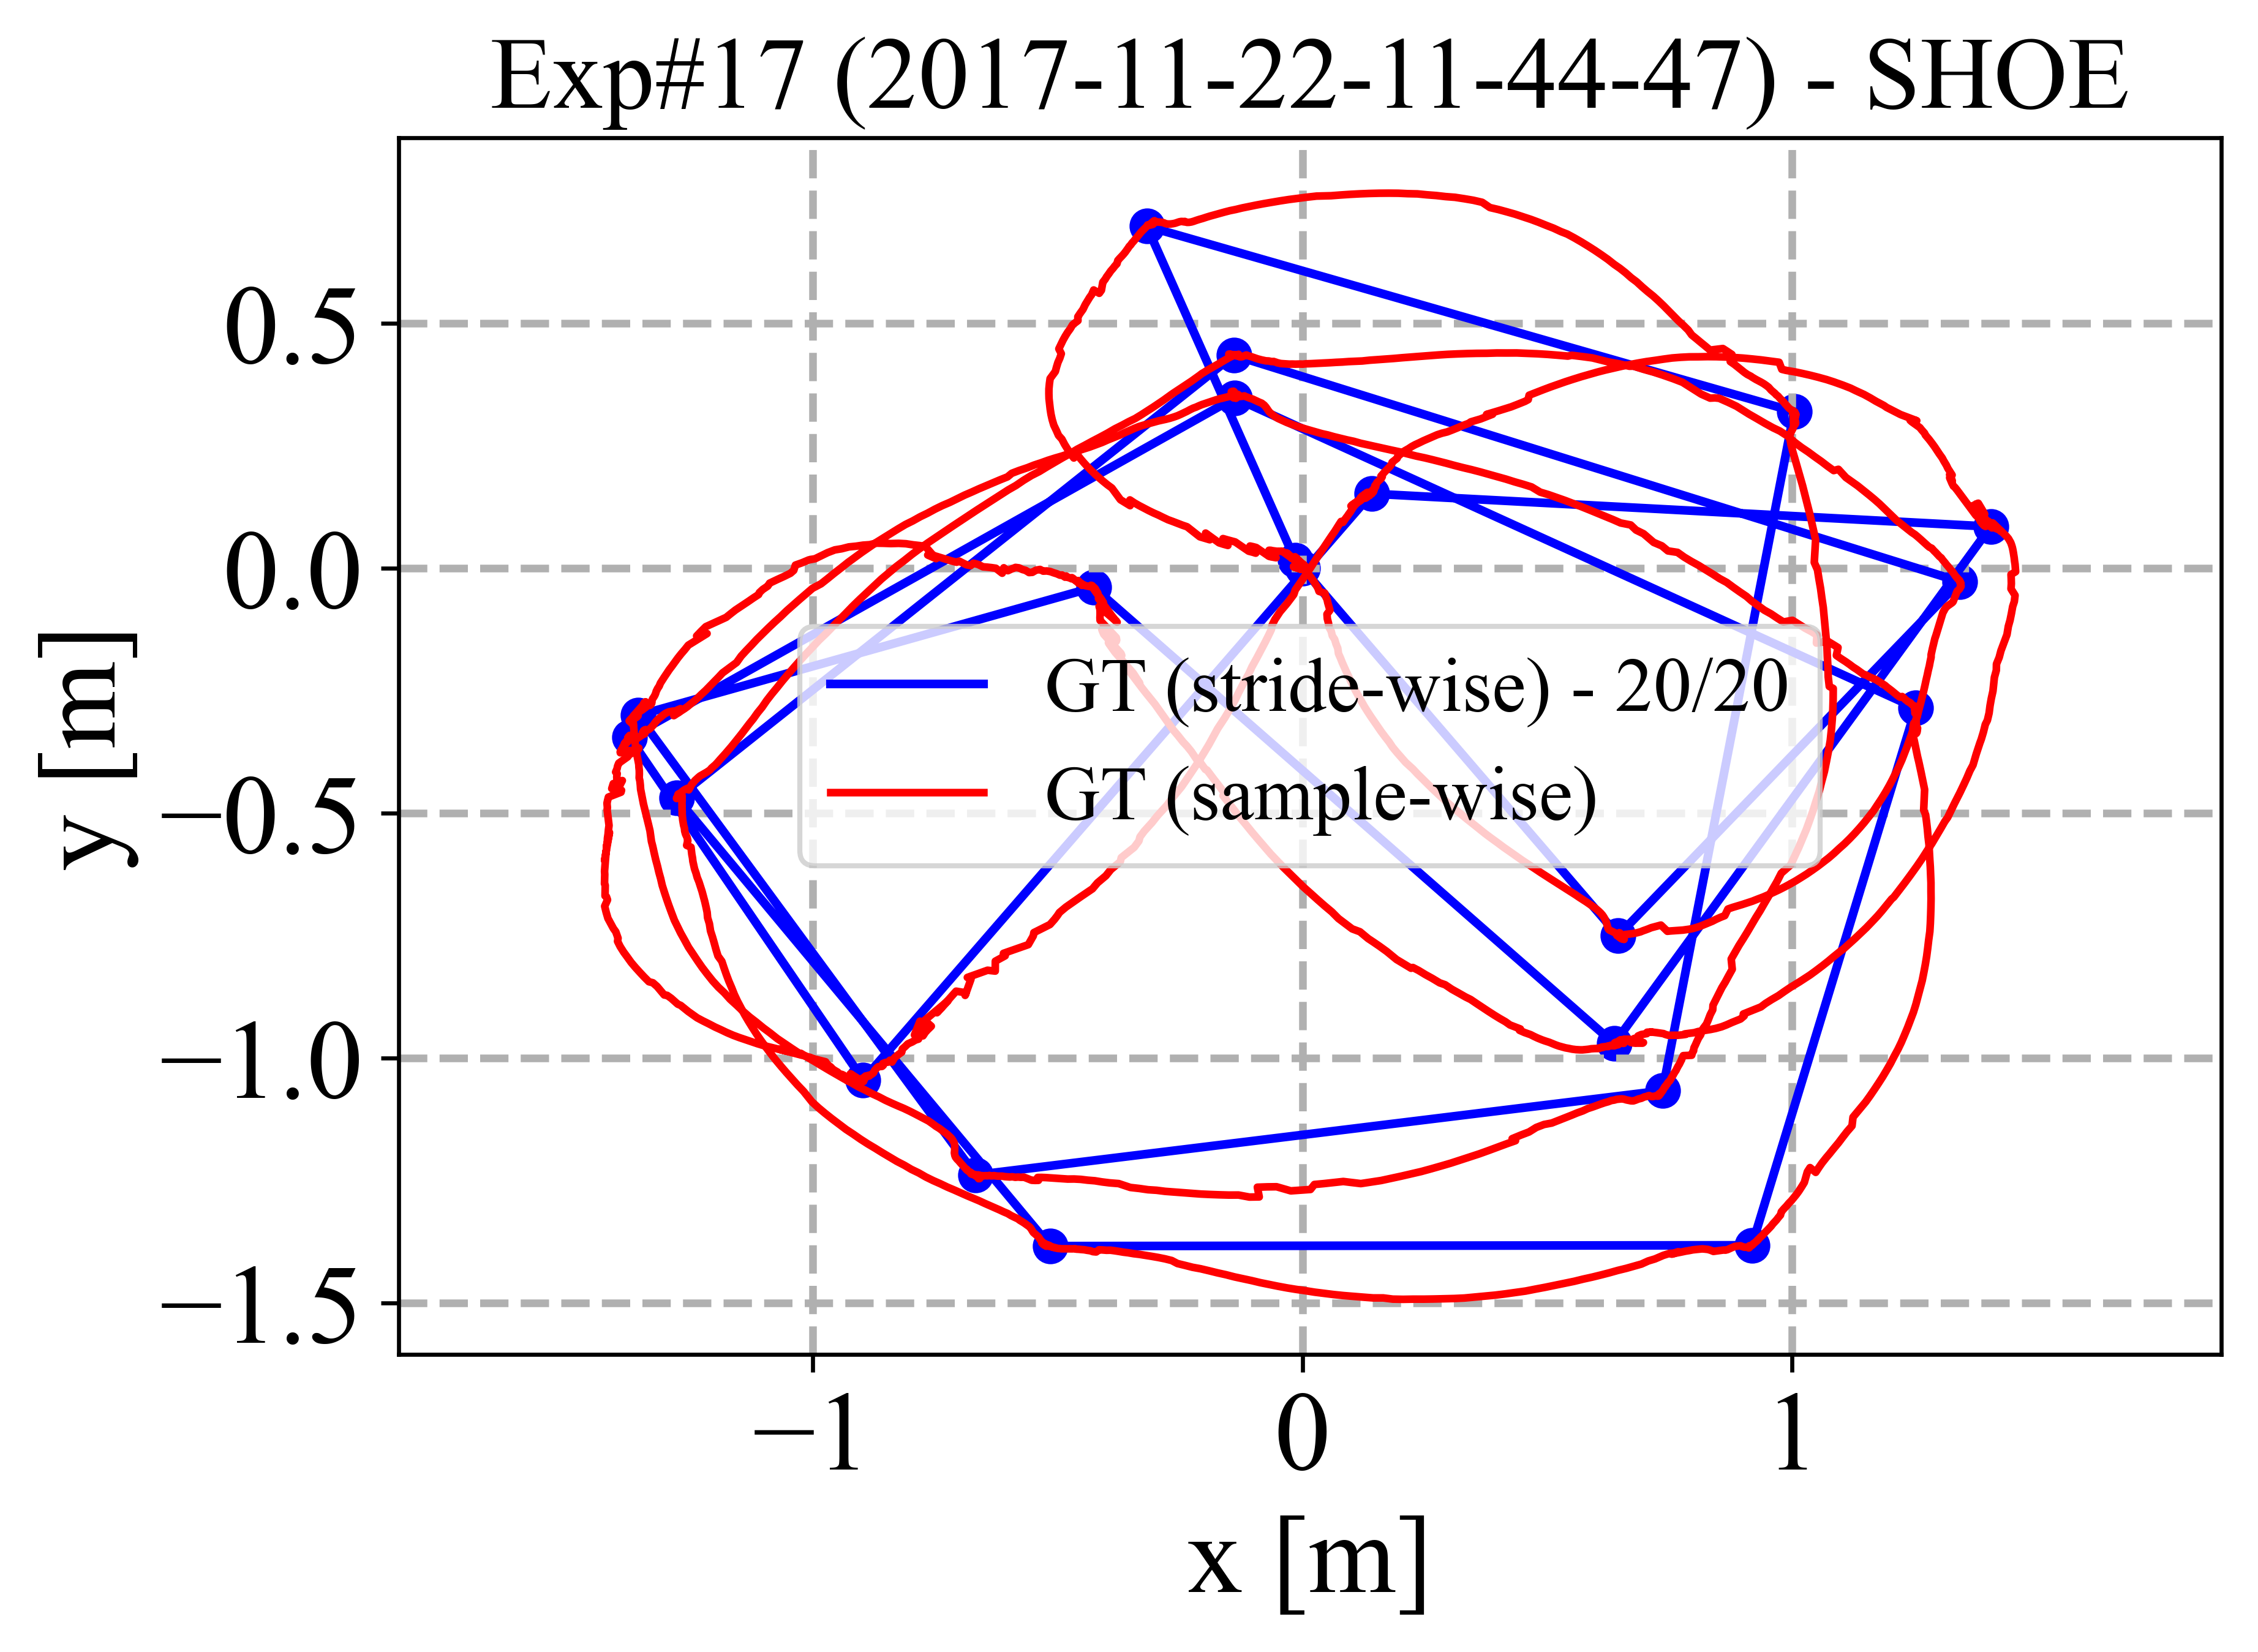 Exp#17 (2017-11-22-11-44-47) - SHOE
0.5
0.0
−0.5
−1.0
−1.5
y [m]
GT (stride-wise) - 20/20
GT (sample-wise)
−1 0 1
x [m]